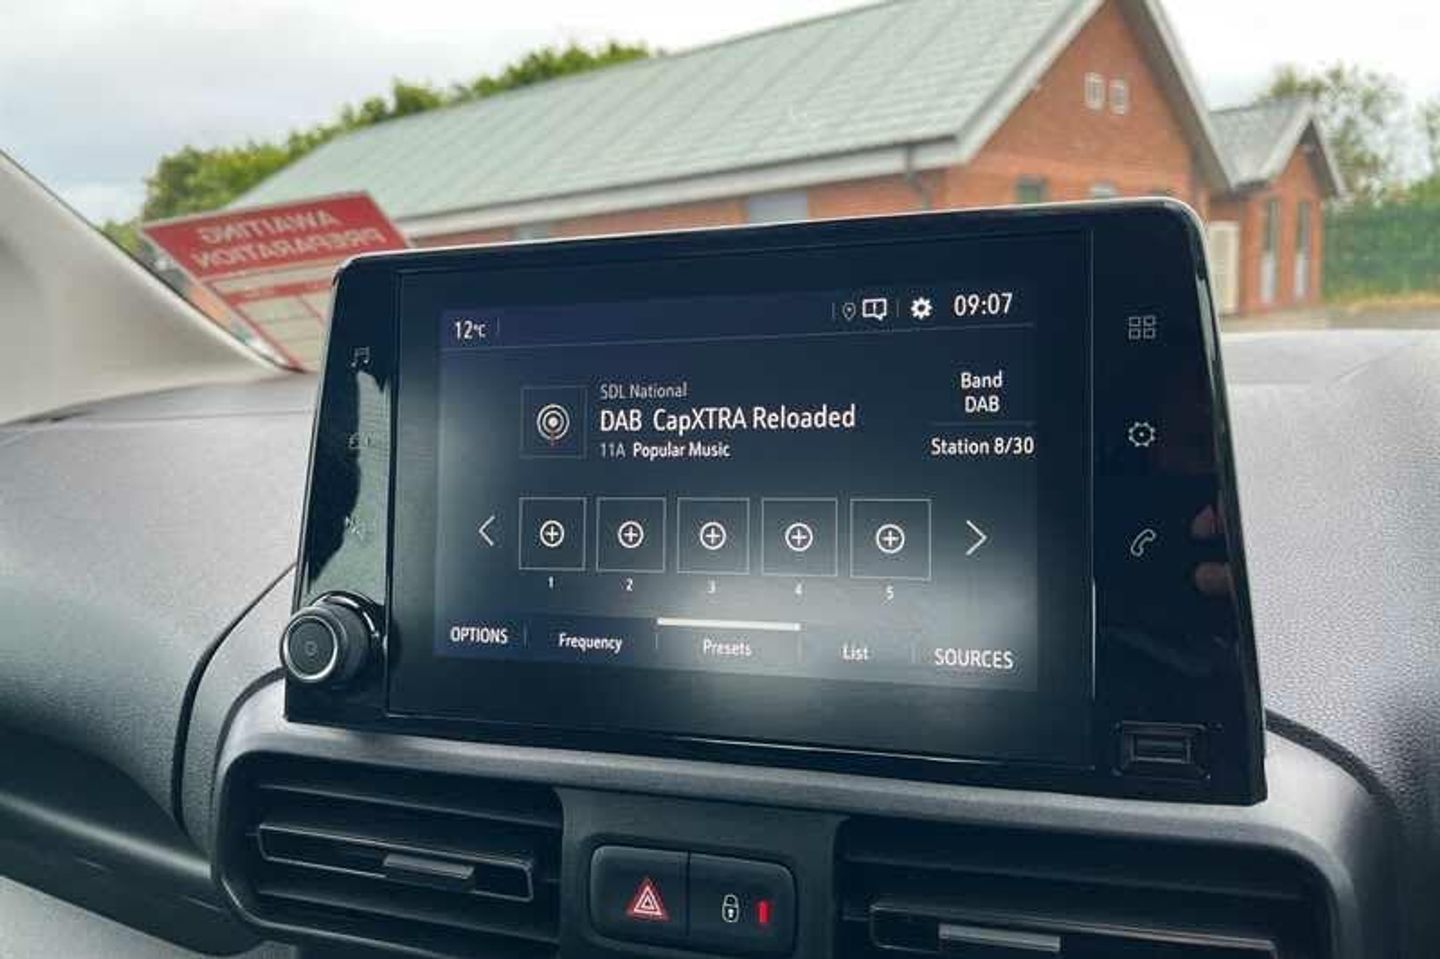 AWAITING
PREPARATION
12°C
09:07
SDL National
DAB CapXTRA Reloaded
11A Popular Music
Band
DAB
Station 8/30
1 2 3 4 5
OPTIONS Frequency Presets List SOURCES